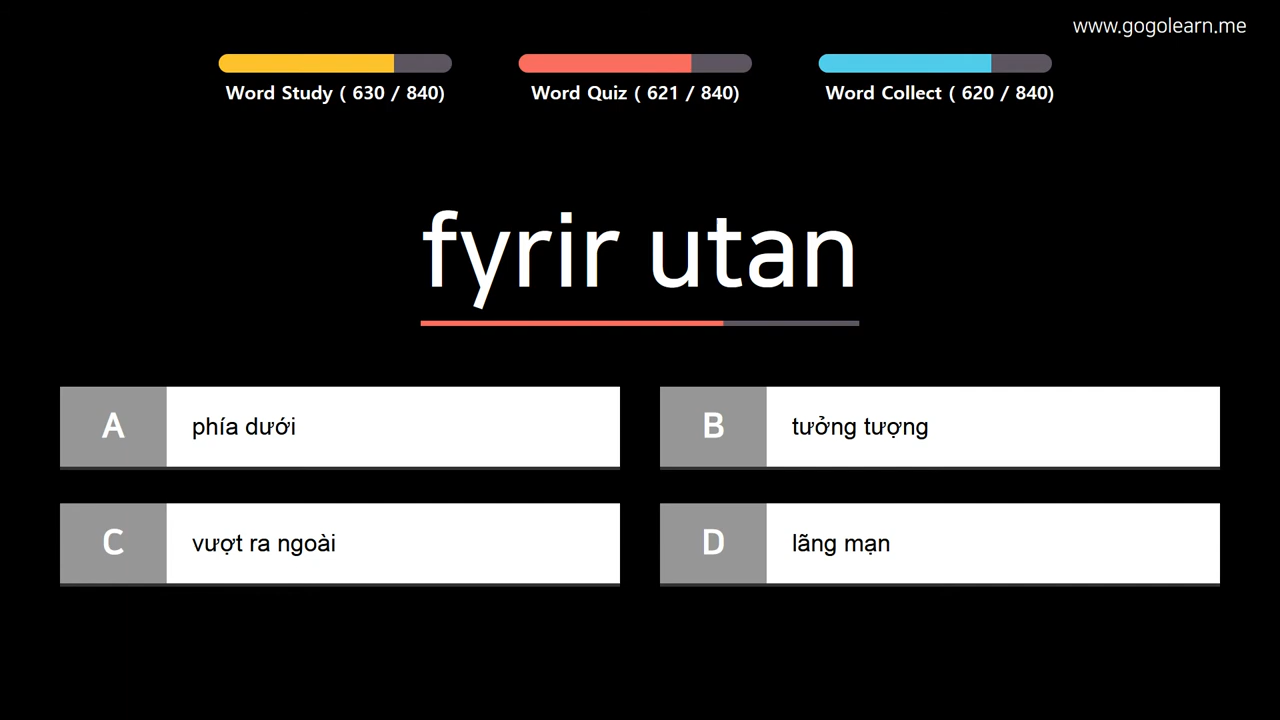 www.gogolearn.me
Word Study ( 630 / 840)
Word Quiz ( 621 / 840)
Word Collect ( 620 / 840)
fyrir utan
A phía dưới
B tưởng tượng
C vượt ra ngoài
D lãng mạn